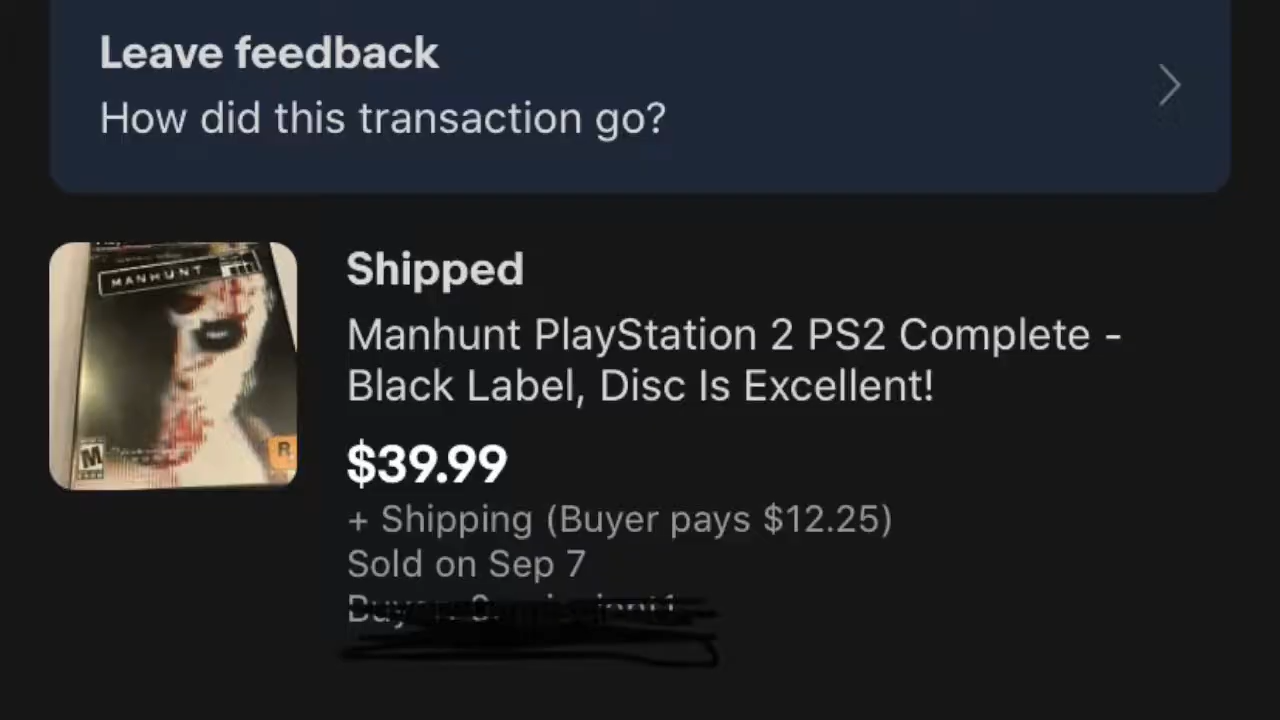 Leave feedback
How did this transaction go?
MANHUNT
M
R
Shipped
Manhunt PlayStation 2 PS2 Complete -
Black Label, Disc Is Excellent!
$39.99
+ Shipping (Buyer pays $12.25)
Sold on Sep 7